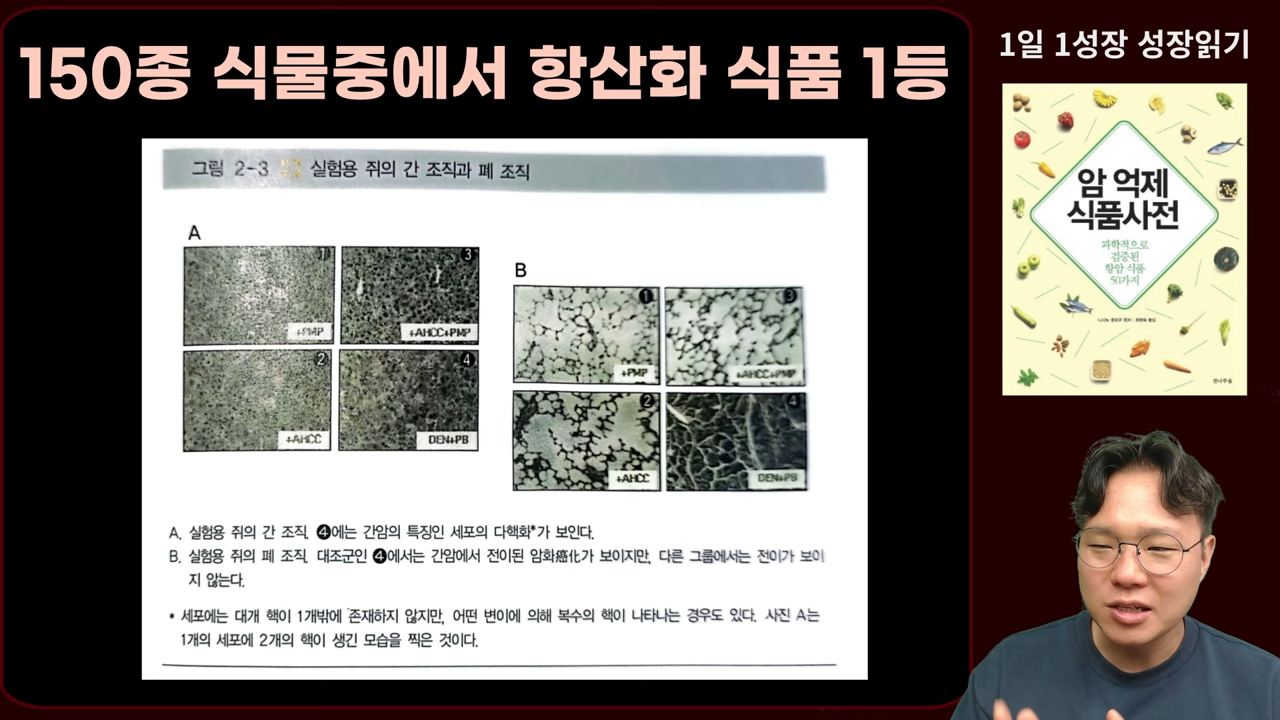 150종 식물중에서 항산화 식품 1등
1일 1성장 성장읽기
그림 2-3 실험용 쥐의 간 조직과 폐 조직
A
1
+PMP
3
+AHCC+PMP
2
+AHCC
4
DEN+PB
B
1
+PMP
3
+AHCC+PMP
2
+AHCC
4
DEN+PB
A. 실험용 쥐의 간 조직. ❹에는 간암의 특징인 세포의 다핵화*가 보인다.
B. 실험용 쥐의 폐 조직. 대조군인 ❹에서는 간암에서 전이된 암화癌化가 보이지만, 다른 그룹에서는 전이가 보이
지 않는다.
* 세포에는 대개 핵이 1개밖에 존재하지 않지만, 어떤 변이에 의해 복수의 핵이 나타나는 경우도 있다. 사진 A는
1개의 세포에 2개의 핵이 생긴 모습을 찍은 것이다.
암 억제
식품사전
과학적으로
검증된
항암 식품
50가지
전나무숲